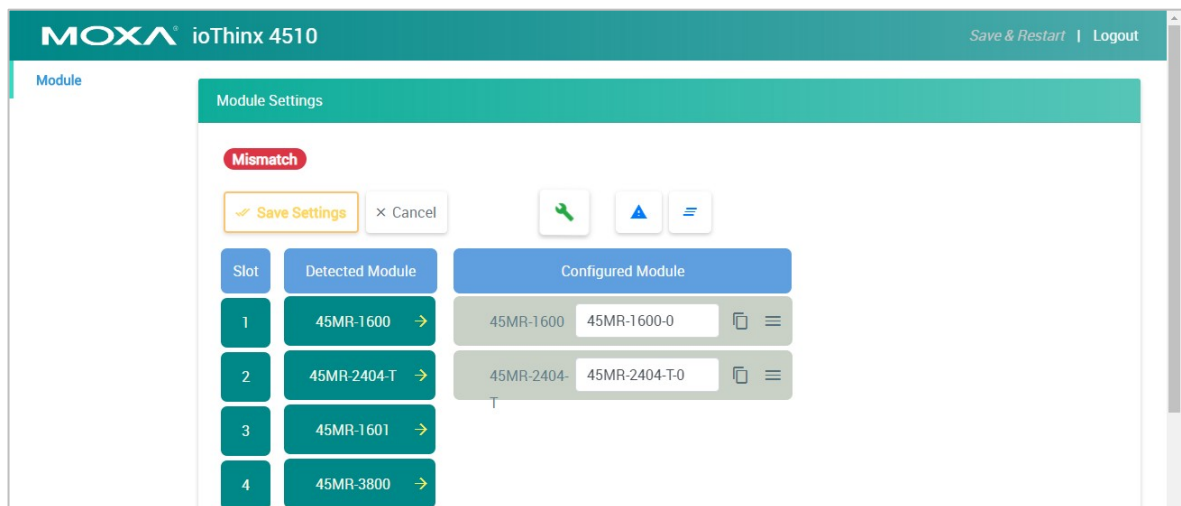 MOXA® ioThinx 4510
Save & Restart | Logout
Module
Module Settings
Mismatch
Save Settings × Cancel
Slot Detected Module Configured Module
1 45MR-1600 → 45MR-1600 45MR-1600-0
2 45MR-2404-T → 45MR-2404-T 45MR-2404-T-0
3 45MR-1601 →
4 45MR-3800 →